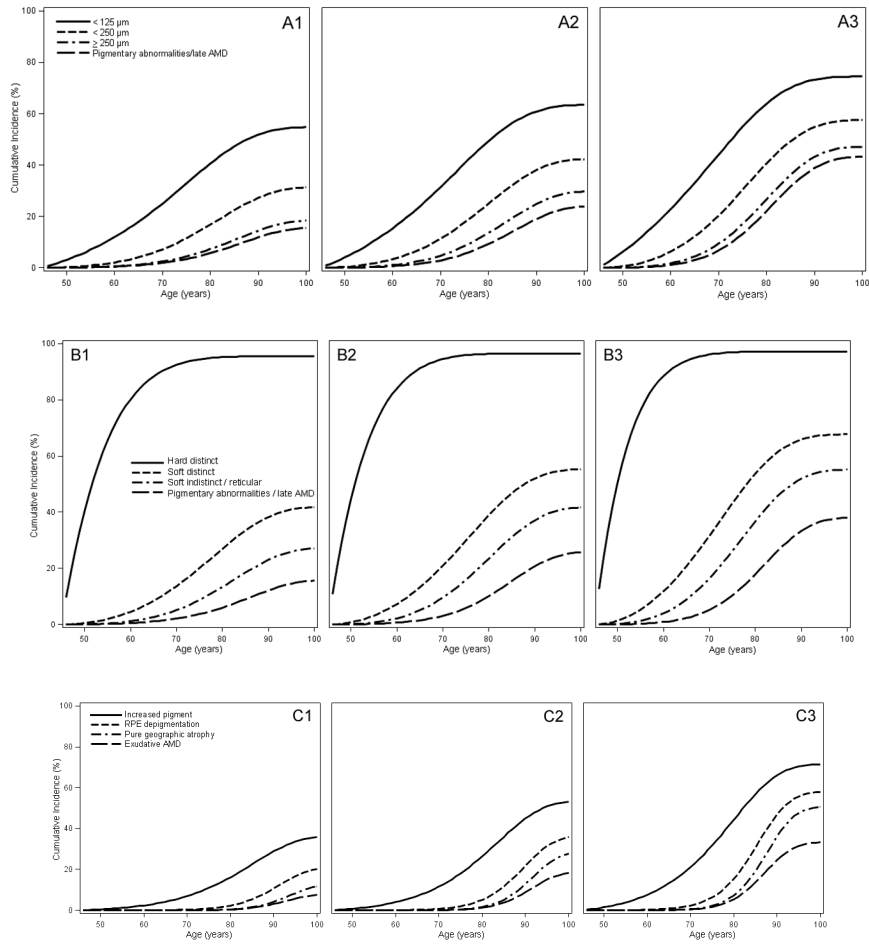 A1
A2
A3
< 125 µm
< 250 µm
≥ 250 µm
Pigmentary abnormalities/late AMD
Cumulative Incidence (%)
100
80
60
40
20
0
50 60 70 80 90 100
50 60 70 80 90 100
50 60 70 80 90 100
Age (years)
Age (years)
Age (years)
B1
B2
B3
Hard distinct
Soft distinct
Soft indistinct / reticular
Pigmentary abnormalities / late AMD
Cumulative Incidence (%)
100
80
60
40
20
0
50 60 70 80 90 100
50 60 70 80 90 100
50 60 70 80 90 100
Age (years)
Age (years)
Age (years)
C1
C2
C3
Increased pigment
RPE depigmentation
Pure geographic atrophy
Exudative AMD
Cumulative Incidence (%)
100
80
60
40
20
0
50 60 70 80 90 100
50 60 70 80 90 100
50 60 70 80 90 100
Age (years)
Age (years)
Age (years)